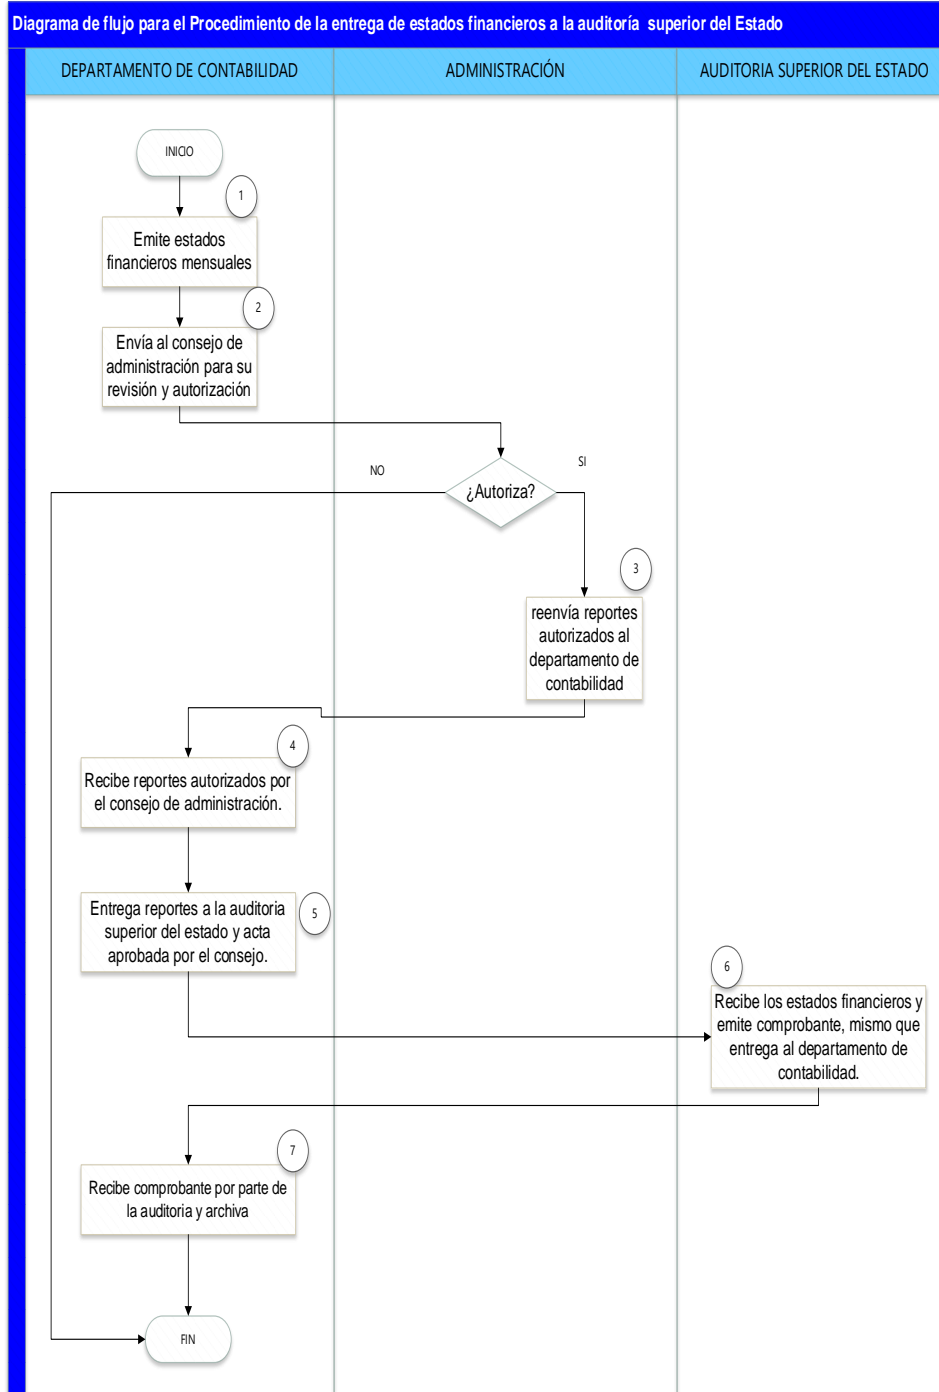 Diagrama de flujo para el Procedimiento de la entrega de estados financieros a la auditoría superior del Estado
DEPARTAMENTO DE CONTABILIDAD
ADMINISTRACIÓN
AUDITORIA SUPERIOR DEL ESTADO
INICIO
1
Emite estados
financieros mensuales
2
Envía al consejo de
administración para su
revisión y autorización
NO
SI
¿Autoriza?
3
reenvía reportes
autorizados al
departamento de
contabilidad
4
Recibe reportes autorizados por
el consejo de administración.
5
Entrega reportes a la auditoria
superior del estado y acta
aprobada por el consejo.
6
Recibe los estados financieros y
emite comprobante, mismo que
entrega al departamento de
contabilidad.
7
Recibe comprobante por parte de
la auditoria y archiva
FIN